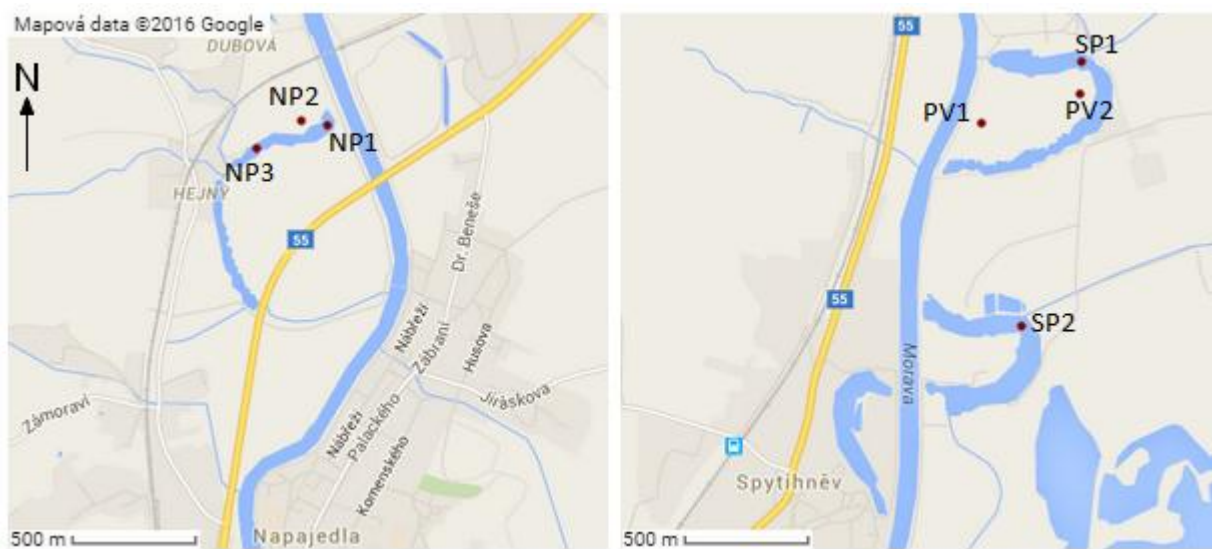 Mapová data ©2016 Google
DUBOVÁ
N
NP2
NP1
NP3
HEJNÝ
55
Dr. Beneše
Nábřeží
Zábraní
Husova
Jiráskova
Zámoraví
Nábřeží
Palackého
Komenského
500 m
Napajedla
SP1
PV1
PV2
55
SP2
Morava
Spytihněv
500 m